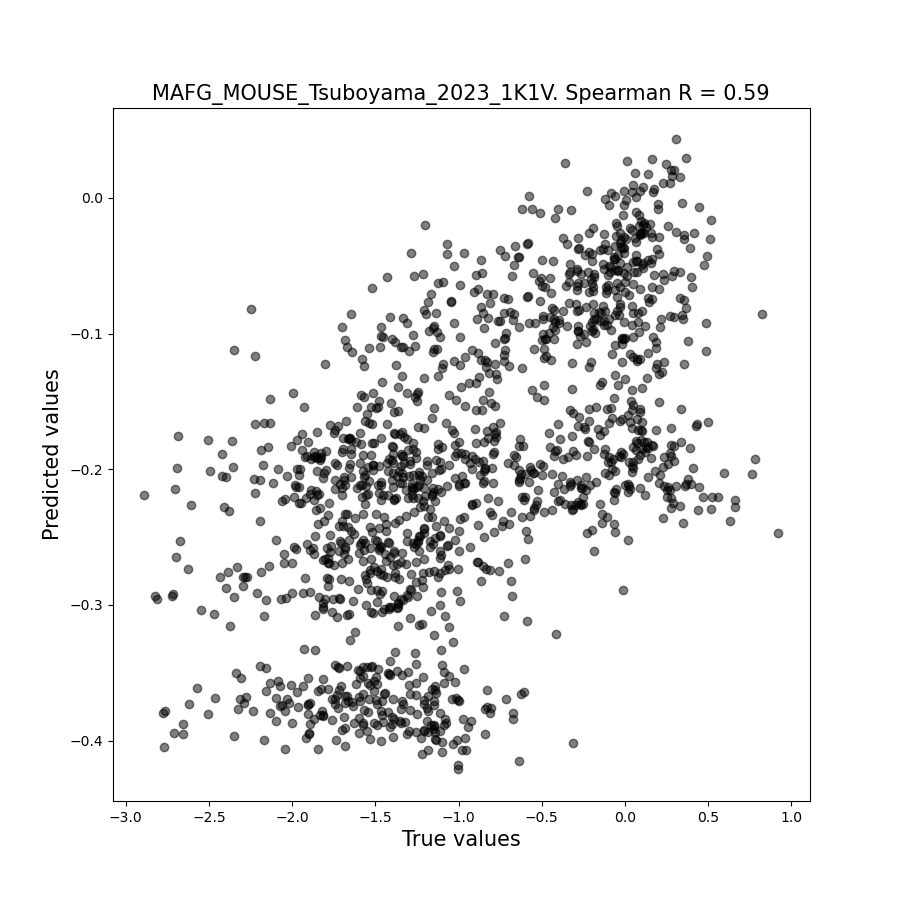 MAFG_MOUSE_Tsuboyama_2023_1K1V. Spearman R = 0.59
0.0
−0.1
−0.2
−0.3
−0.4
Predicted values
−3.0 −2.5 −2.0 −1.5 −1.0 −0.5 0.0 0.5 1.0
True values